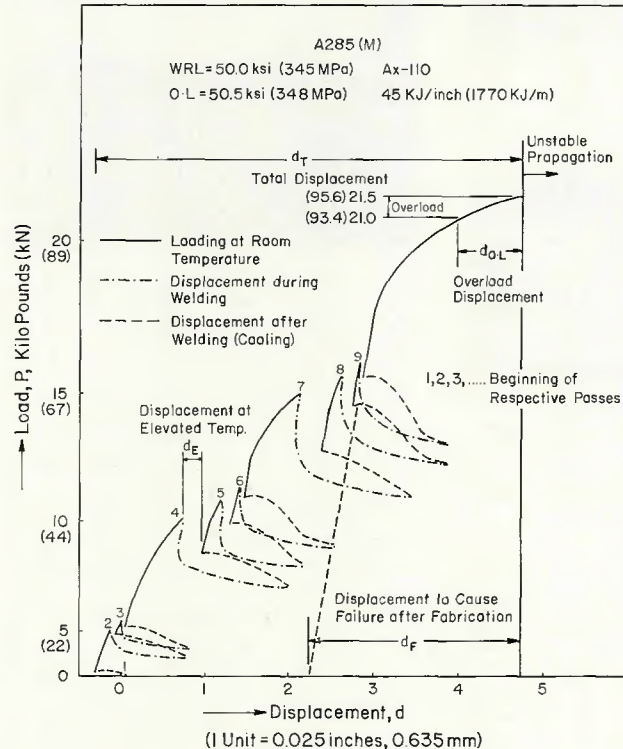 A285 (M)
WRL = 50.0 ksi (345 MPa) Ax-110
O·L = 50.5 ksi (348 MPa) 45 KJ/inch (1770 KJ/m)
dT
Unstable
Propagation
Total Displacement
(95.6) 21.5
(93.4) 21.0
Overload
dO·L
Overload
Displacement
Loading at Room
Temperature
Displacement during
Welding
Displacement after
Welding (Cooling)
1,2,3,..... Beginning of
Respective Passes
Displacement at
Elevated Temp.
dE
1
2
3
4
5
6
7
8
9
Displacement to Cause
Failure after Fabrication
dF
Load, P, Kilo Pounds (kN)
20
(89)
15
(67)
10
(44)
5
(22)
0
0 1 2 3 4 5
Displacement, d
(1 Unit = 0.025 inches, 0.635 mm)